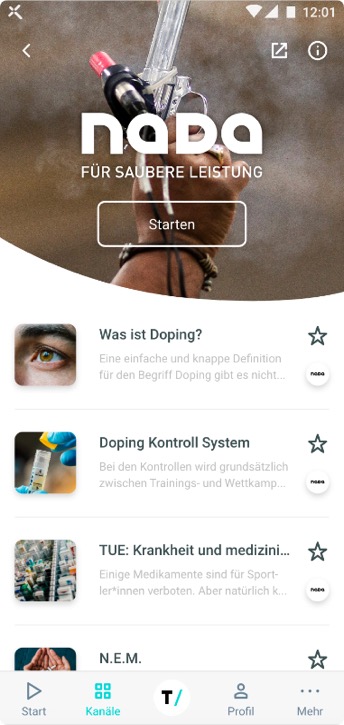 12:01
NADA
FÜR SAUBERE LEISTUNG
Starten
Was ist Doping?
Eine einfache und knappe Definition
für den Begriff Doping gibt es nicht...
NADA
Doping Kontroll System
Bei den Kontrollen wird grundsätzlich
zwischen Trainings- und Wettkamp...
NADA
TUE: Krankheit und medizini...
Einige Medikamente sind für Sport-
ler*innen verboten. Aber natürlich k...
NADA
N.E.M.
T/
Start
Kanäle
Profil
Mehr